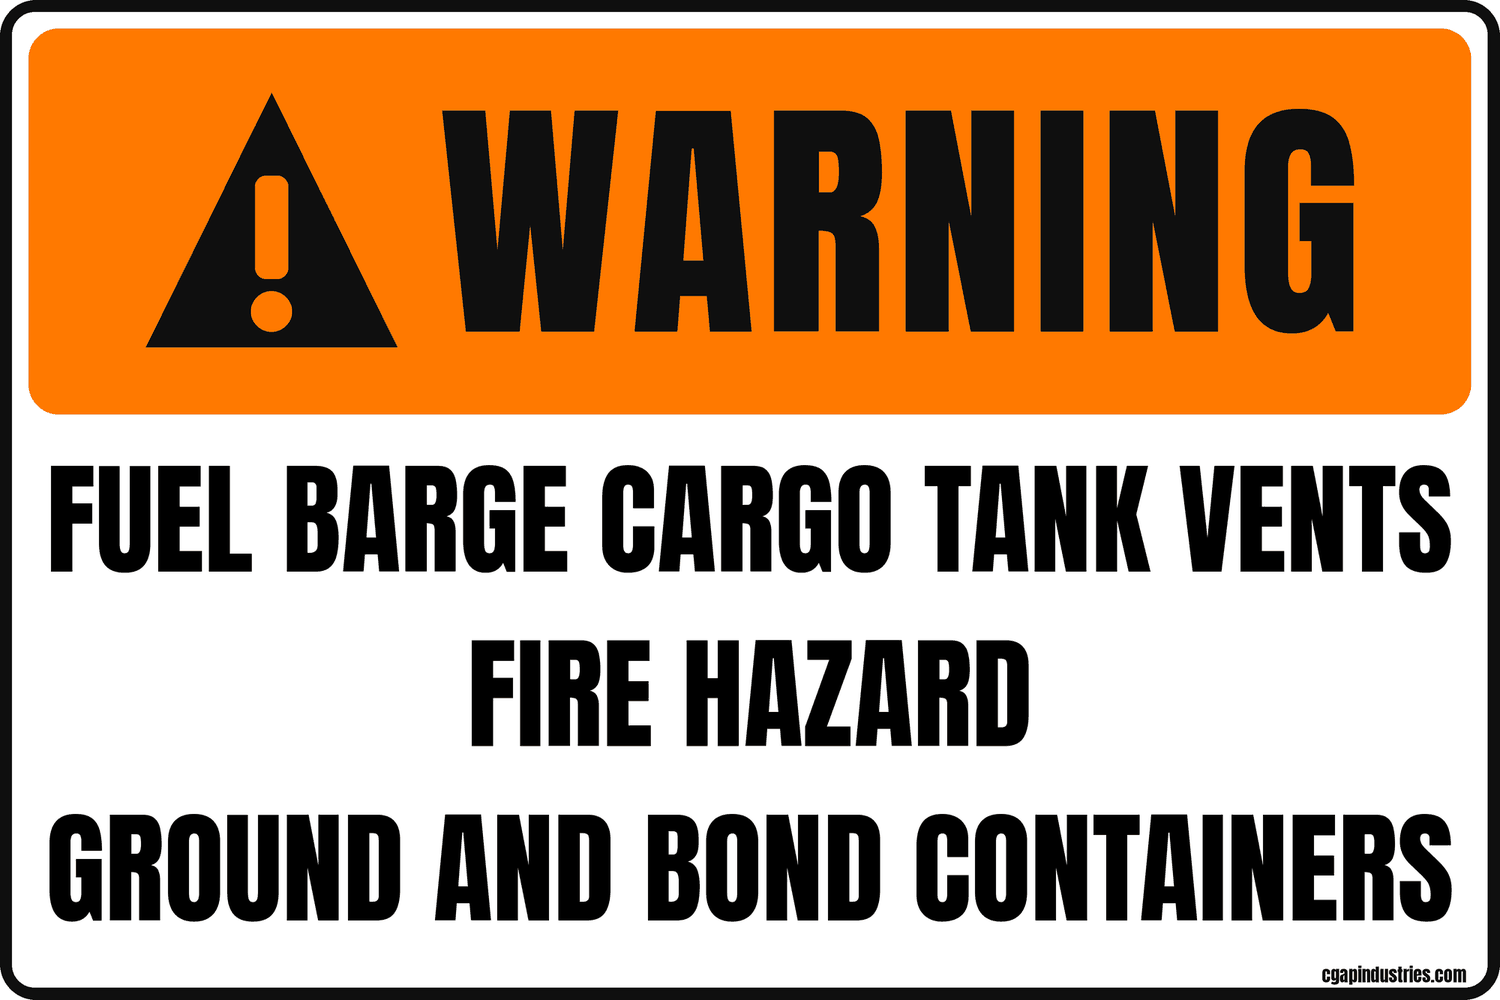 WARNING
FUEL BARGE CARGO TANK VENTS
FIRE HAZARD
GROUND AND BOND CONTAINERS
cgapindustries.com